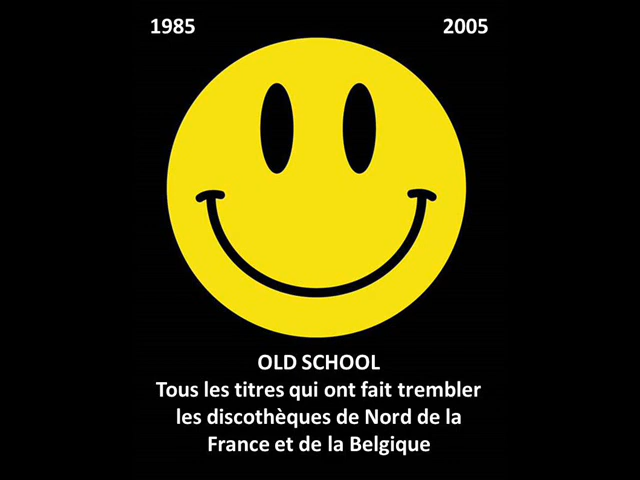 1985 2005
OLD SCHOOL
Tous les titres qui ont fait trembler
les discothèques de Nord de la
France et de la Belgique